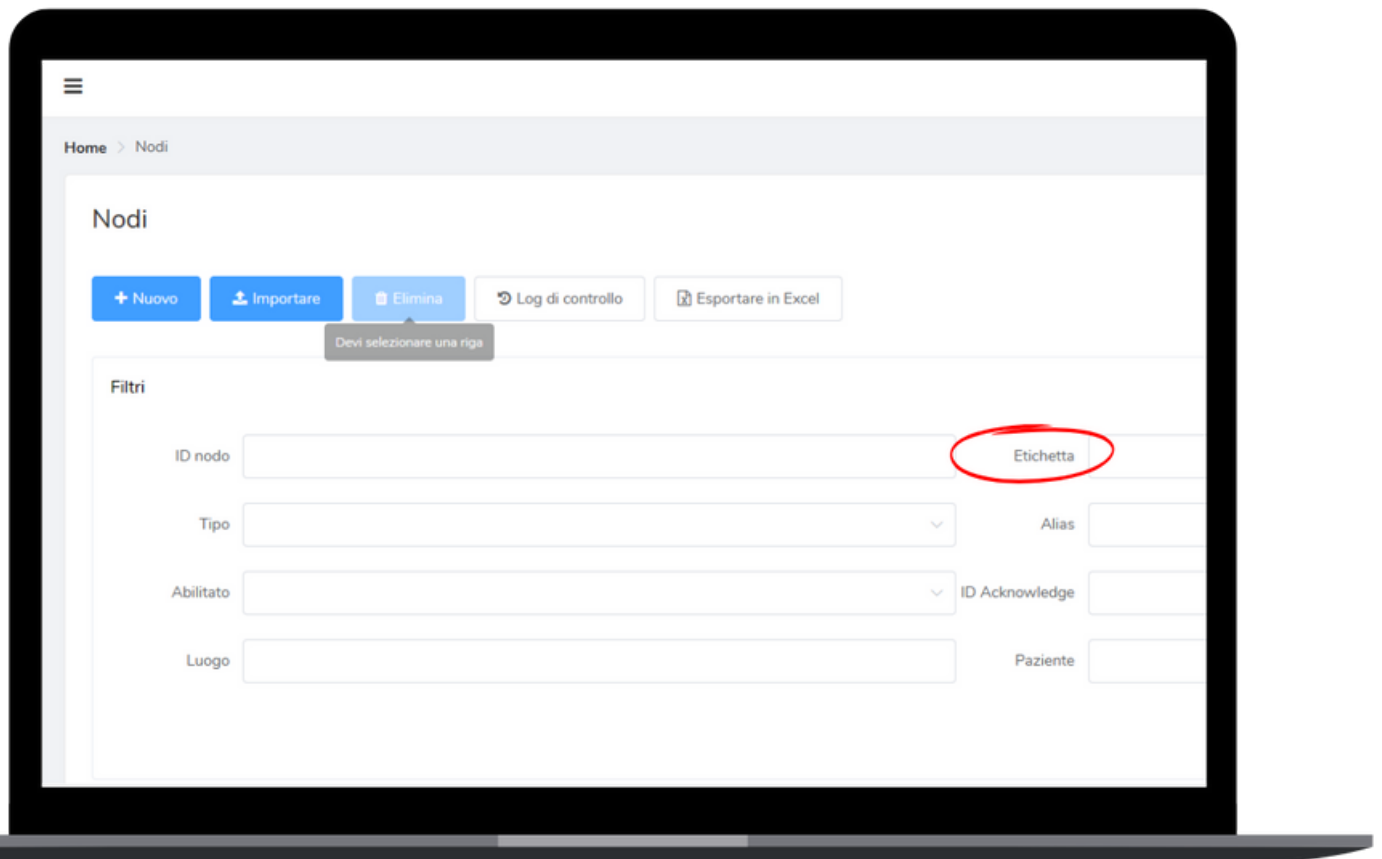 Home > Nodi
Nodi
+ Nuovo Importare Elimina Log di controllo Esportare in Excel
Devi selezionare una riga
Filtri
ID nodo Etichetta
Tipo Alias
Abilitato ID Acknowledge
Luogo Paziente